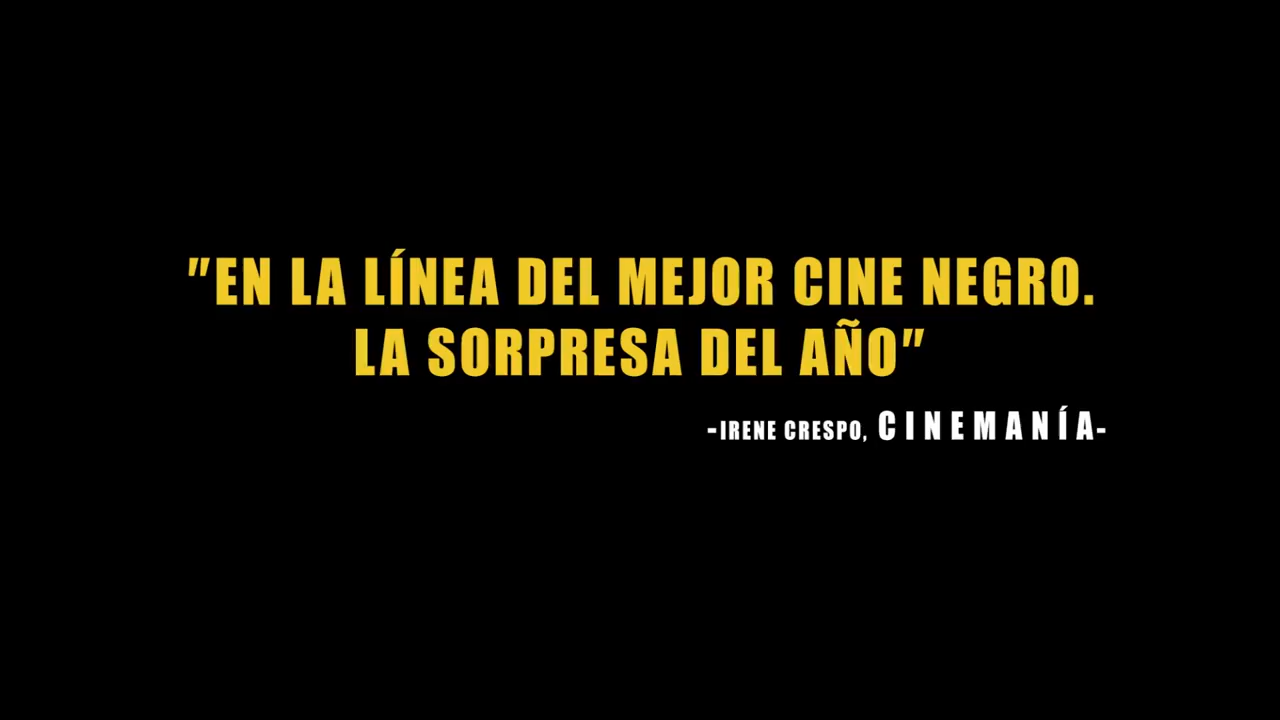 "EN LA LÍNEA DEL MEJOR CINE NEGRO.
LA SORPRESA DEL AÑO"
-IRENE CRESPO, CINEMANÍA-